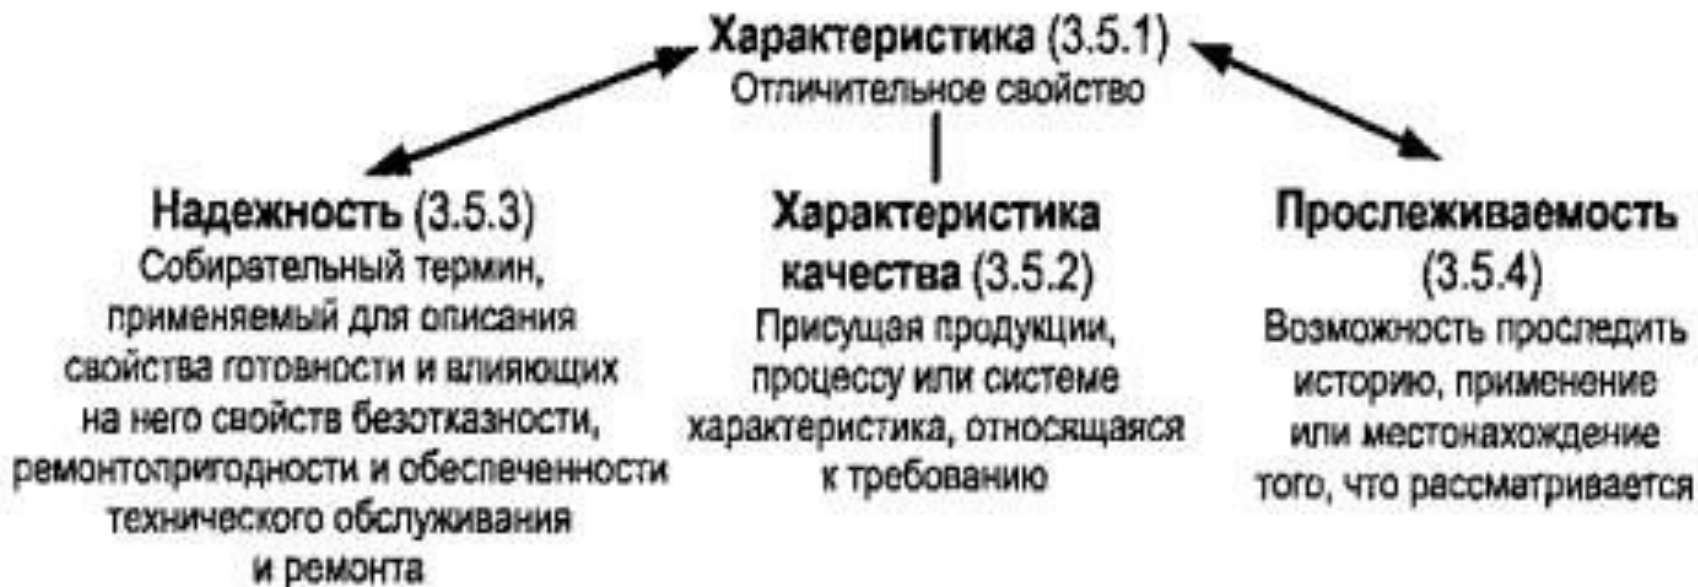 Характеристика (3.5.1)
Отличительное свойство
Надежность (3.5.3)
Собирательный термин,
применяемый для описания
свойства готовности и влияющих
на него свойств безотказности,
ремонтопригодности и обеспеченности
технического обслуживания
и ремонта
Характеристика
качества (3.5.2)
Присущая продукции,
процессу или системе
характеристика, относящаяся
к требованию
Прослеживаемость
(3.5.4)
Возможность проследить
историю, применение
или местонахождение
того, что рассматривается